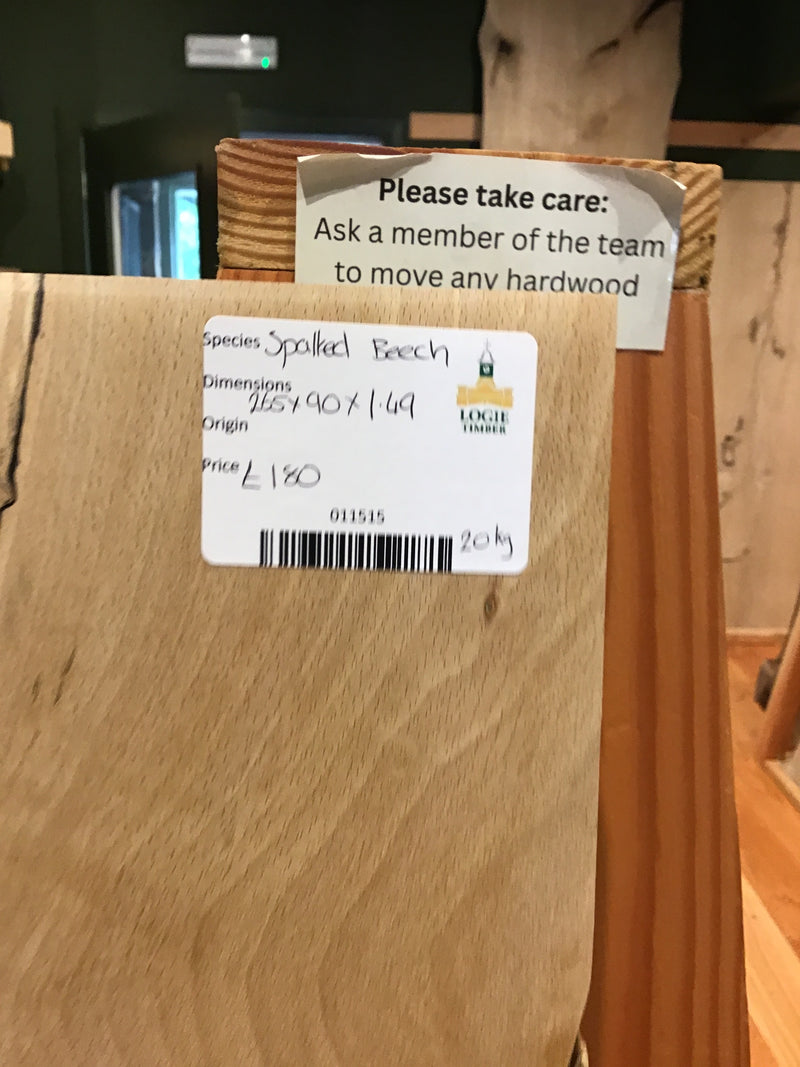 Please take care:
Ask a member of the team
to move any hardwood
Species Spalted Beech
Dimensions
265x90x1.49
Origin
Price £180
LOGIE
TIMBER
011515
20kg